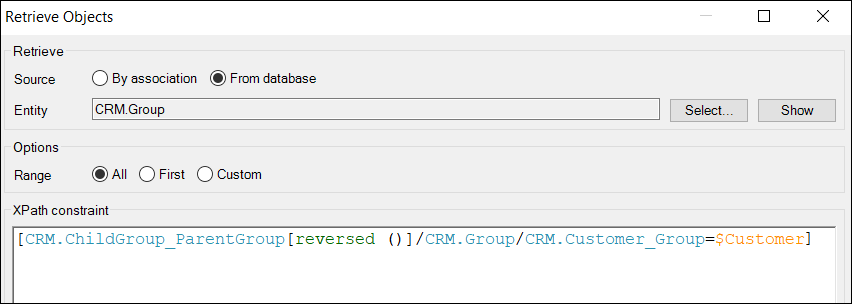 Retrieve Objects
Retrieve
Source By association From database
Entity CRM.Group Select... Show
Options
Range All First Custom
XPath constraint
[CRM.ChildGroup_ParentGroup[reversed ()]/CRM.Group/CRM.Customer_Group=$Customer]